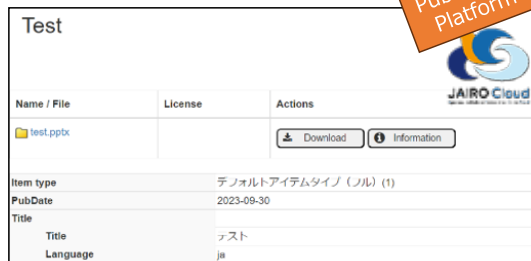 Test
Platform
JAIRO Cloud
Name / File License Actions
test.pptx Download Information
Item type デフォルトアイテムタイプ（フル）(1)
PubDate 2023-09-30
Title
Title テスト
Language ja